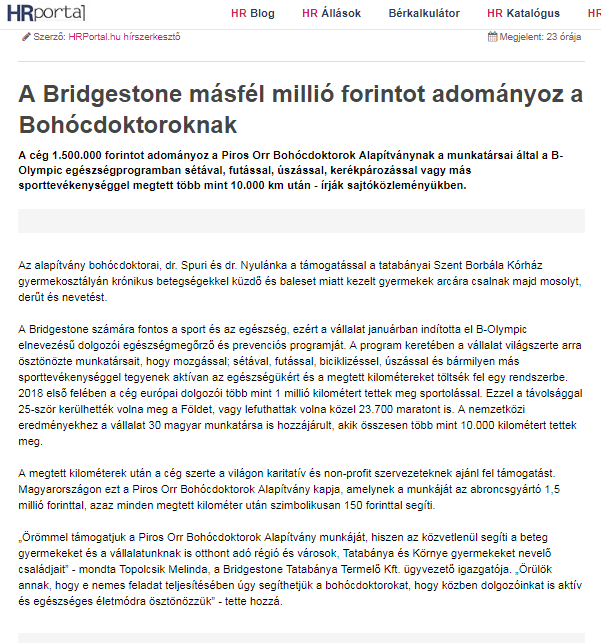 HRportal HR Blog HR Állások Bérkalkulátor HR Katalógus HR
Szerző: HRPortal.hu hírszerkesztő Megjelent: 23 órája
A Bridgestone másfél millió forintot adományoz a
Bohócdoktoroknak
A cég 1.500.000 forintot adományoz a Piros Orr Bohócdoktorok Alapítványnak a munkatársai által a B-
Olympic egészségprogramban sétával, futással, úszással, kerékpározással vagy más
sporttevékenységgel megtett több mint 10.000 km után - írják sajtóközleményükben.
Az alapítvány bohócdoktorai, dr. Spuri és dr. Nyulánka a támogatással a tatabányai Szent Borbála Kórház
gyermekosztályán krónikus betegségekkel küzdő és baleset miatt kezelt gyermekek arcára csalnak majd mosolyt,
derűt és nevetést.
A Bridgestone számára fontos a sport és az egészség, ezért a vállalat januárban indította el B-Olympic
elnevezésű dolgozói egészségmegőrző és prevenciós programját. A program keretében a vállalat világszerte arra
ösztönözte munkatársait, hogy mozgással; sétával, futással, biciklizéssel, úszással és bármilyen más
sporttevékenységgel tegyenek aktívan az egészségükért és a megtett kilométereket töltsék fel egy rendszerbe.
2018 első felében a cég európai dolgozói több mint 1 millió kilométert tettek meg sportolással. Ezzel a távolsággal
25-ször kerülhették volna meg a Földet, vagy lefuthattak volna közel 23.700 maratont is. A nemzetközi
eredményekhez a vállalat 30 magyar munkatársa is hozzájárult, akik összesen több mint 10.000 kilométert tettek
meg.
A megtett kilométerek után a cég szerte a világon karitatív és non-profit szervezeteknek ajánl fel támogatást.
Magyarországon ezt a Piros Orr Bohócdoktorok Alapítvány kapja, amelynek a munkáját az abroncsgyártó 1,5
millió forinttal, azaz minden megtett kilométer után szimbolikusan 150 forinttal segíti.
„Örömmel támogatjuk a Piros Orr Bohócdoktorok Alapítvány munkáját, hiszen az közvetlenül segíti a beteg
gyermekeket és a vállalatunknak is otthont adó régió és városok, Tatabánya és Környe gyermekeket nevelő
családjait” - mondta Topolcsik Melinda, a Bridgestone Tatabánya Termelő Kft. ügyvezető igazgatója. „Örülök
annak, hogy e nemes feladat teljesítésében úgy segíthetjük a bohócdoktorokat, hogy közben dolgozóinkat is aktív
és egészséges életmódra ösztönözzük” - tette hozzá.